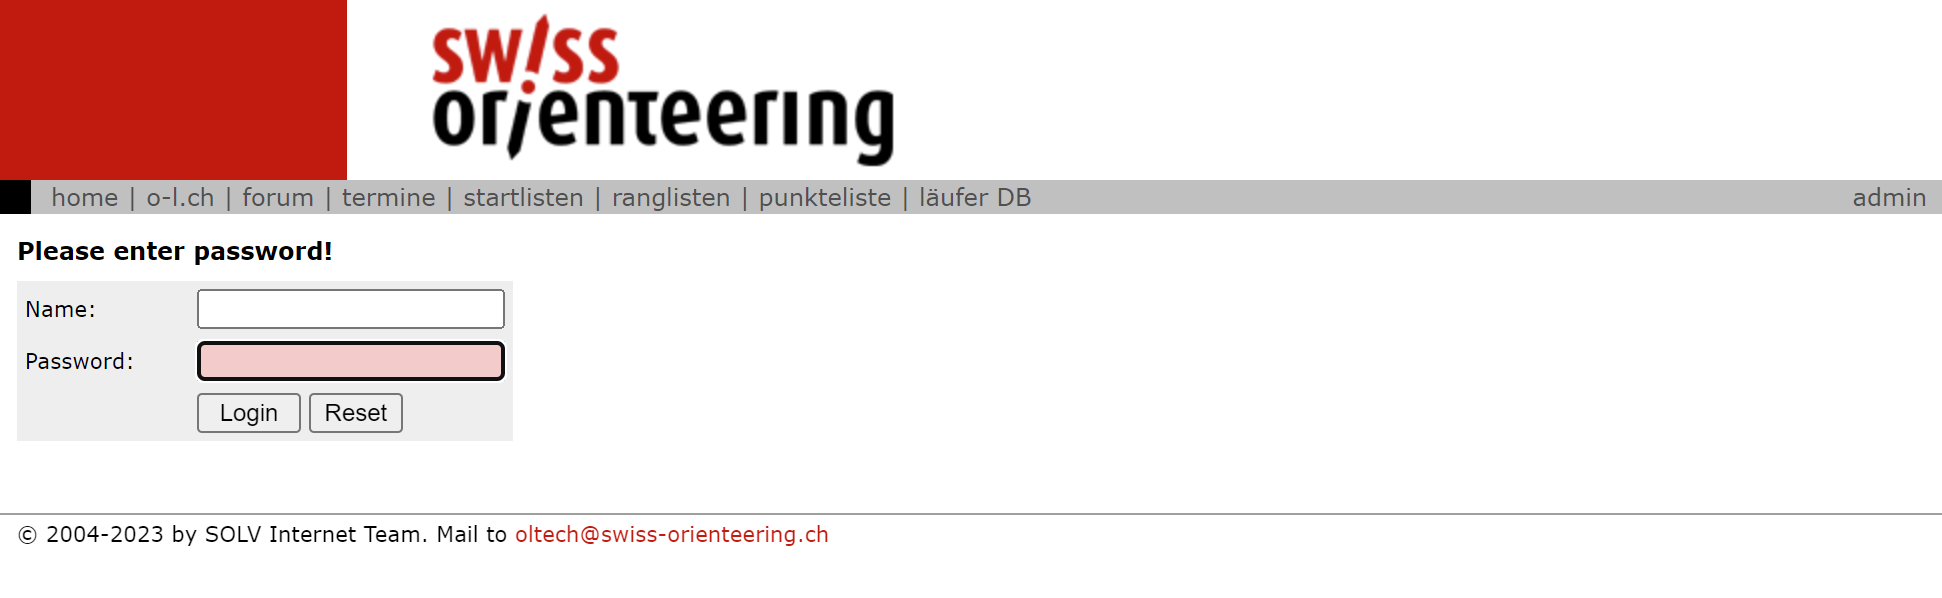 swiss
orienteering
home | o-l.ch | forum | termine | startlisten | ranglisten | punkteliste | läufer DB admin
Please enter password!
Name:
Password:
Login Reset
© 2004-2023 by SOLV Internet Team. Mail to oltech@swiss-orienteering.ch